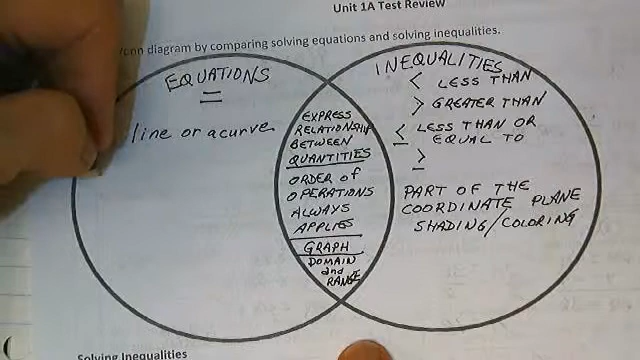 Unit 1A Test Review
diagram by comparing solving equations and solving inequalities.
EQUATIONS
=
line or a curve
EXPRESS
RELATIONSHIP
BETWEEN
QUANTITIES
ORDER of
OPERATIONS
ALWAYS
APPLIES
GRAPH
DOMAIN
and
RANGE
INEQUALITIES
< LESS THAN
> GREATER THAN
≤ LESS THAN OR
EQUAL TO
≥
PART OF THE
COORDINATE PLANE
SHADING/COLORING
Solving Inequalities